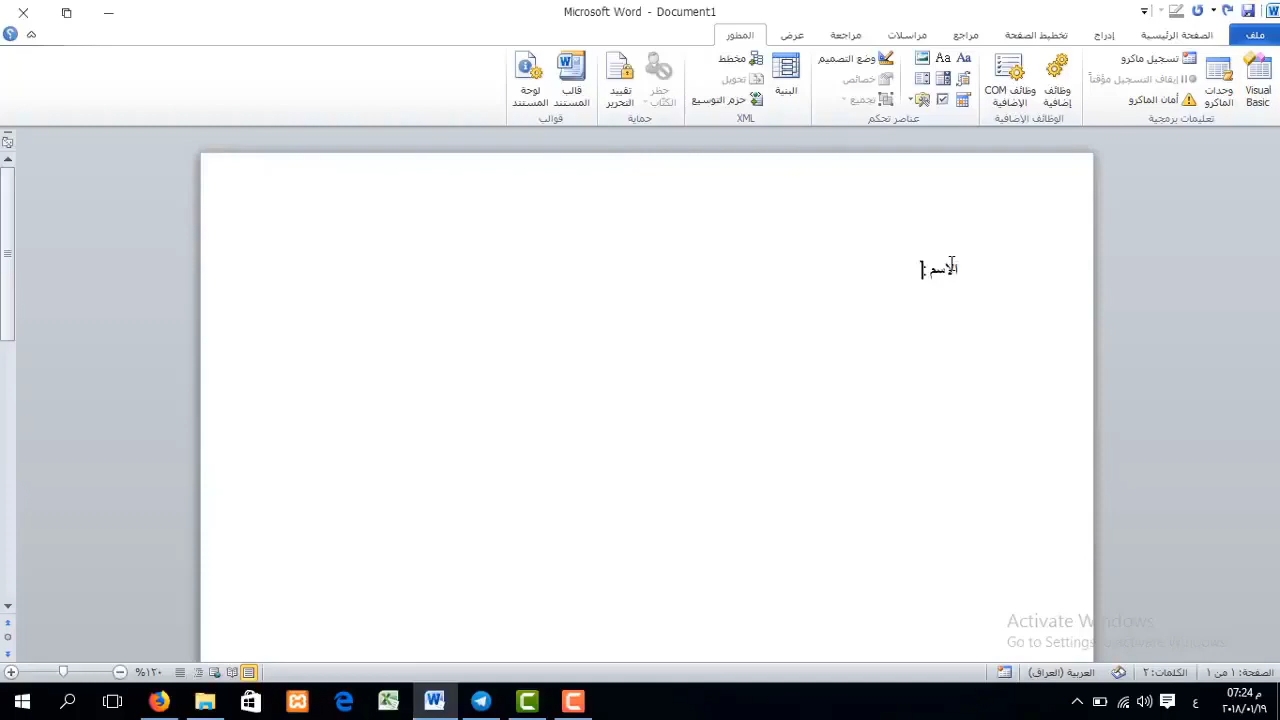 Microsoft Word - Document1
ملف
الصفحة الرئيسية
إدراج
تخطيط الصفحة
مراجع
مراسلات
مراجعة
عرض
المطور
Visual Basic
وحدات الماكرو
تسجيل ماكرو
إيقاف التسجيل مؤقتاً
أمان الماكرو
تعليمات برمجية
وظائف إضافية
وظائف COM الإضافية
الوظائف الإضافية
Aa Aa
وضع التصميم
خصائص
تجميع
عناصر تحكم
البنية
مخطط
تحويل
حزم التوسيع
XML
حظر الكتّاب
تقييد التحرير
حماية
قالب المستند
لوحة المستند
قوالب
الاسم :
Activate Windows
Go to Settings to activate Windows.
الصفحة: ١ من ١
الكلمات: ٢
العربية (العراق)
١٢٠%
ع
07:24 م
٢٠١٨/٠١/١٩